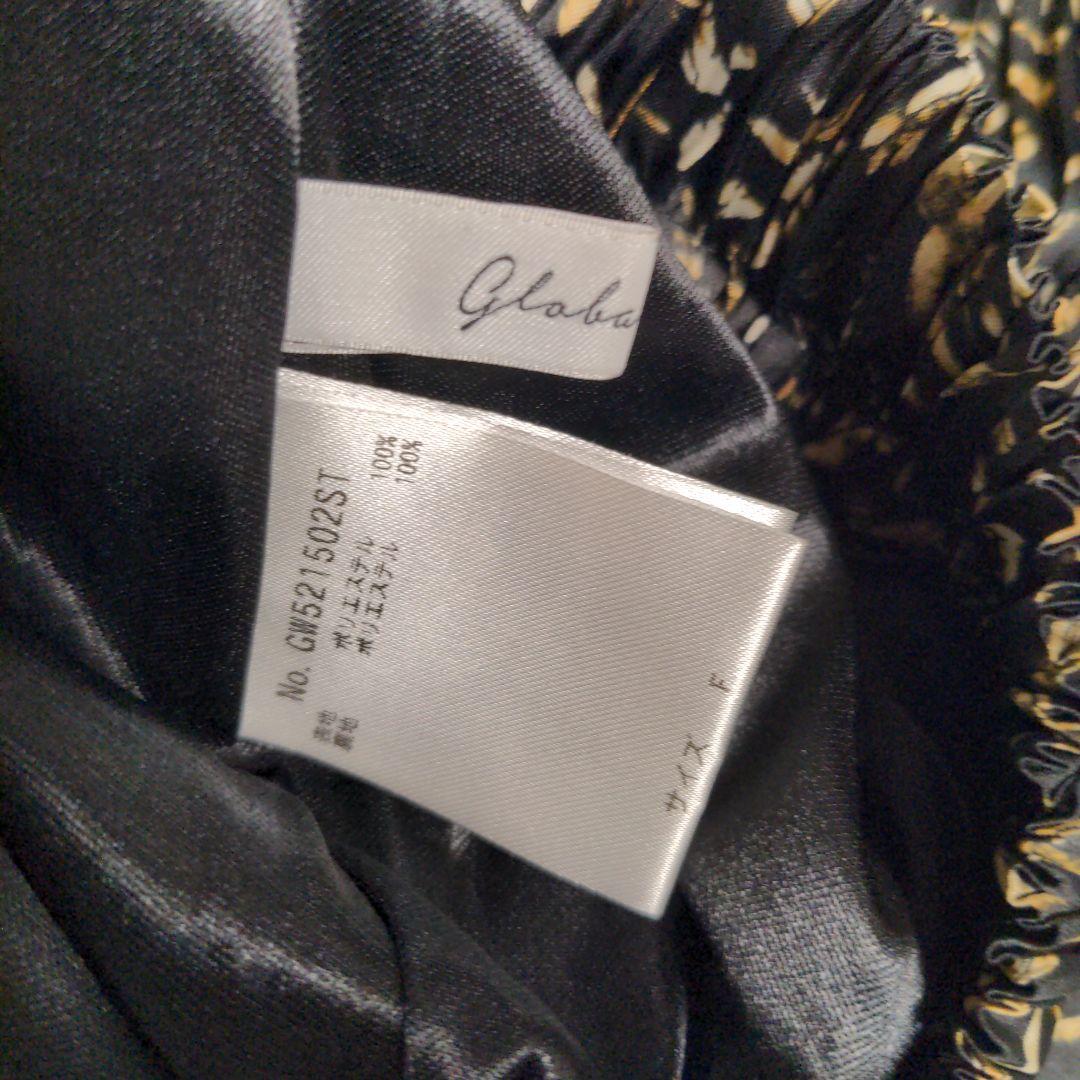 Globa
No. GW521502ST
表地 ポリエステル 100%
裏地 ポリエステル 100%
サイズ F